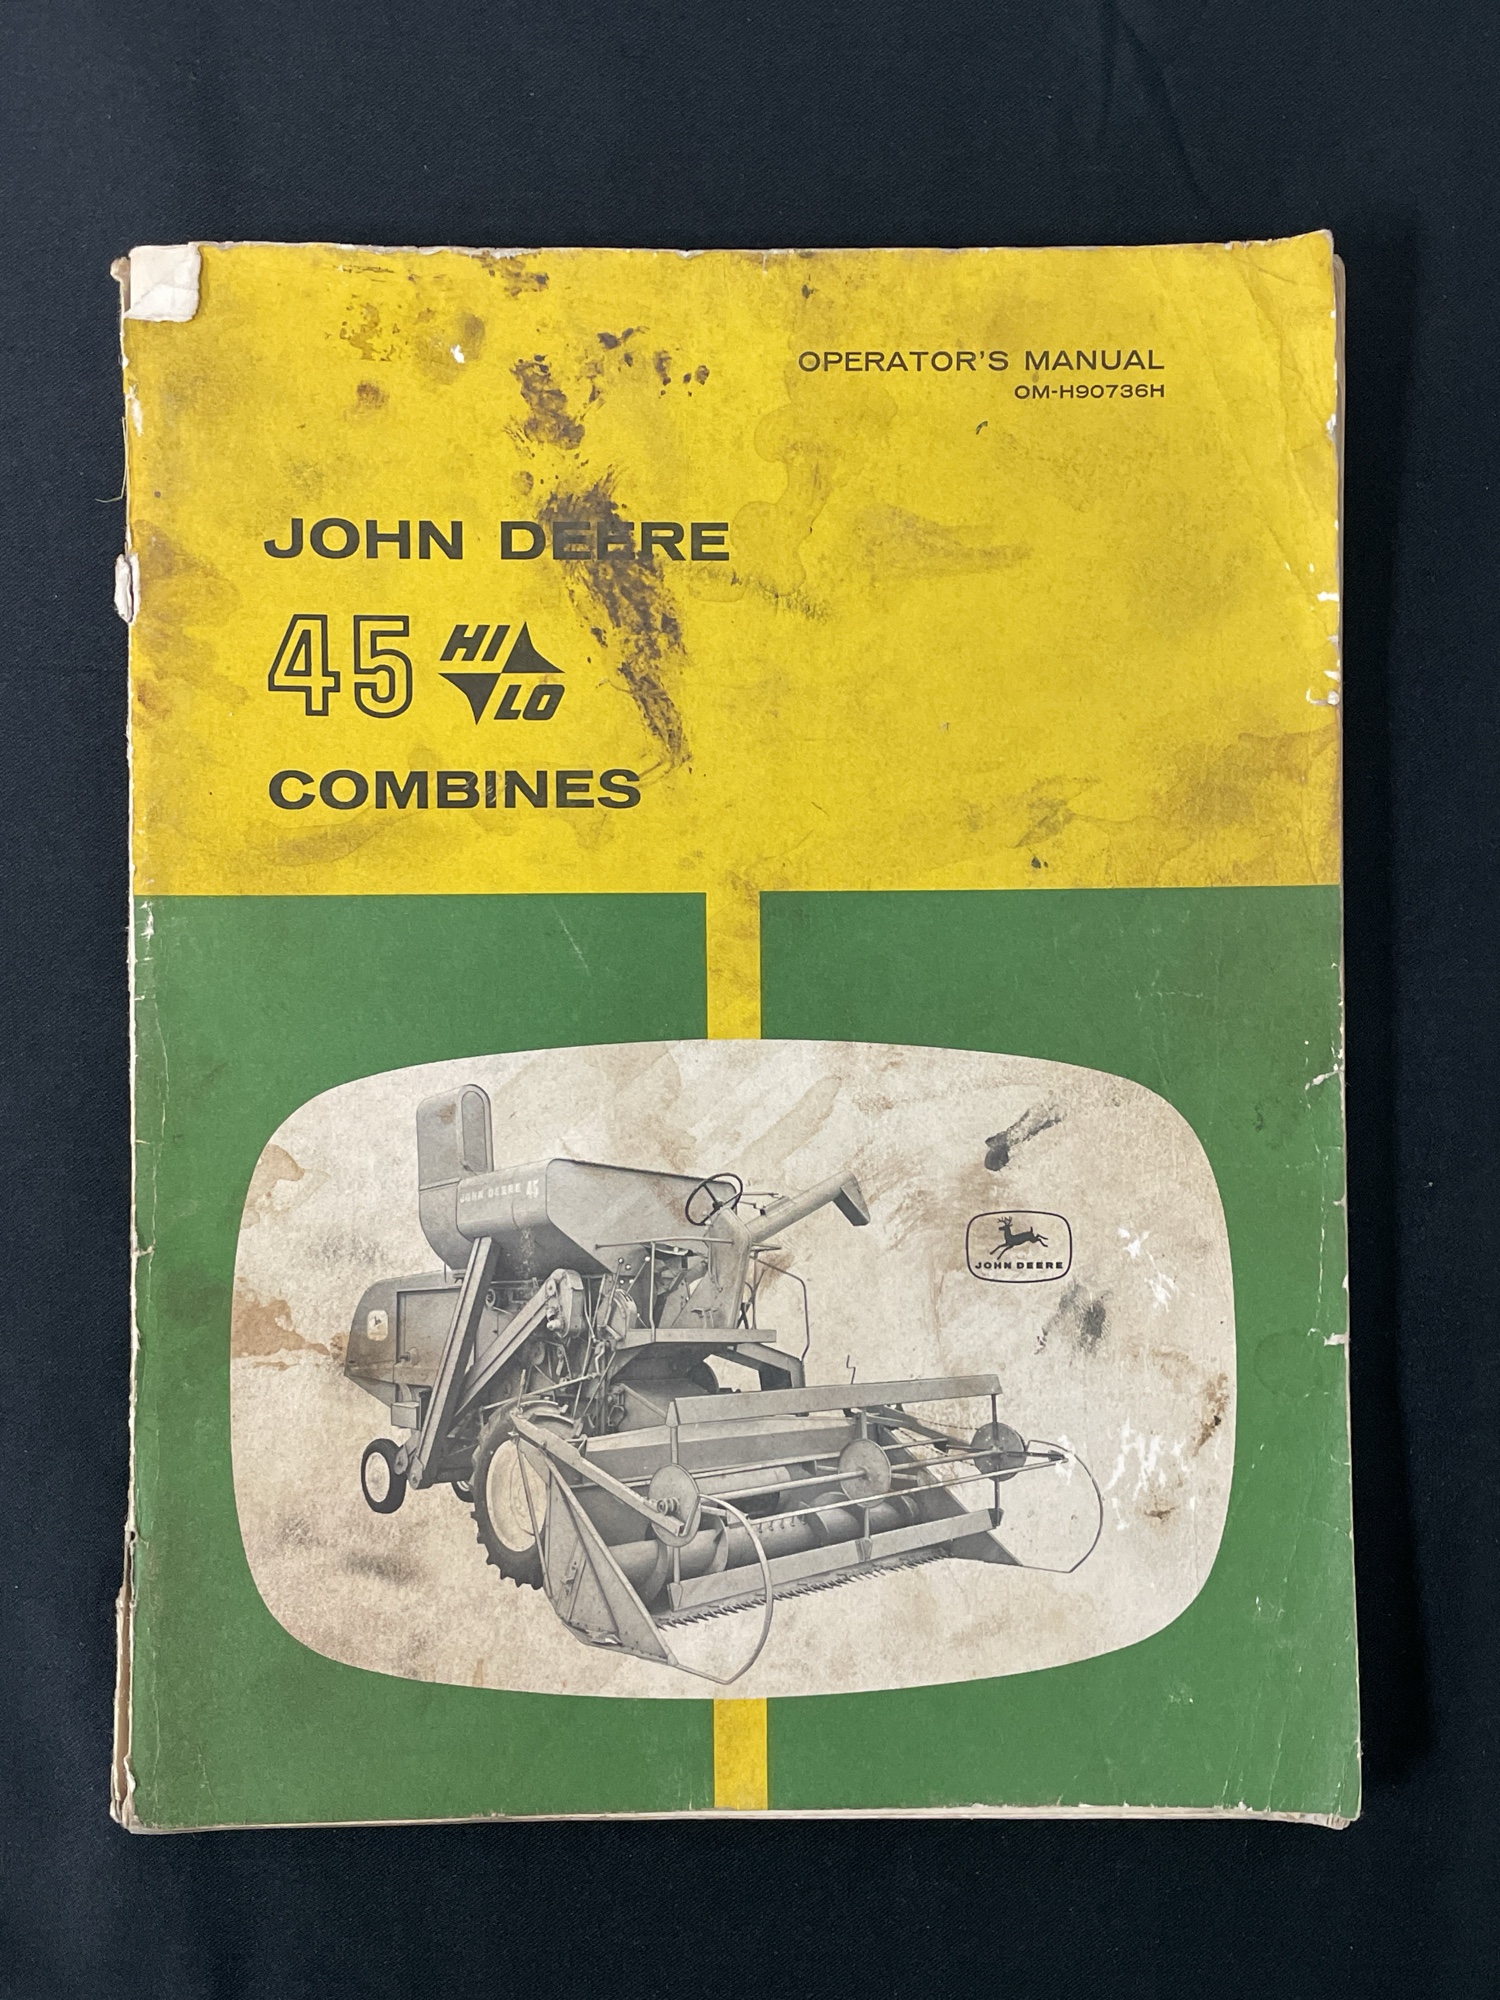 OPERATOR'S MANUAL
OM-H90736H
JOHN DEERE
45 HI LO
COMBINES
JOHN DEERE 45
JOHN DEERE